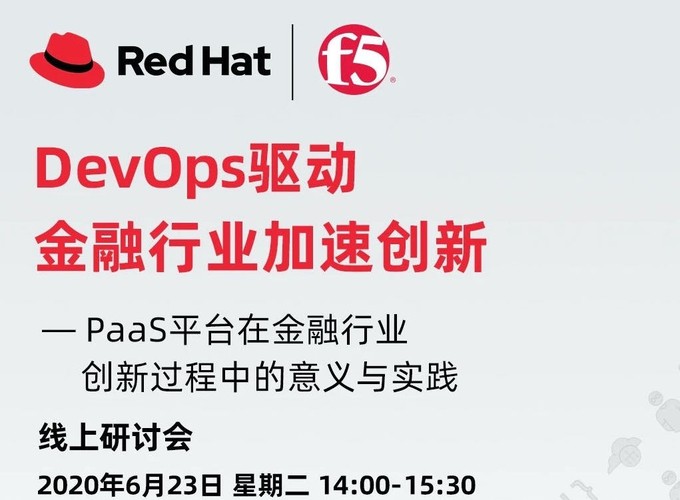 Red Hat
f5
DevOps驱动
金融行业加速创新
— PaaS平台在金融行业
创新过程中的意义与实践
线上研讨会
2020年6月23日 星期二 14:00-15:30